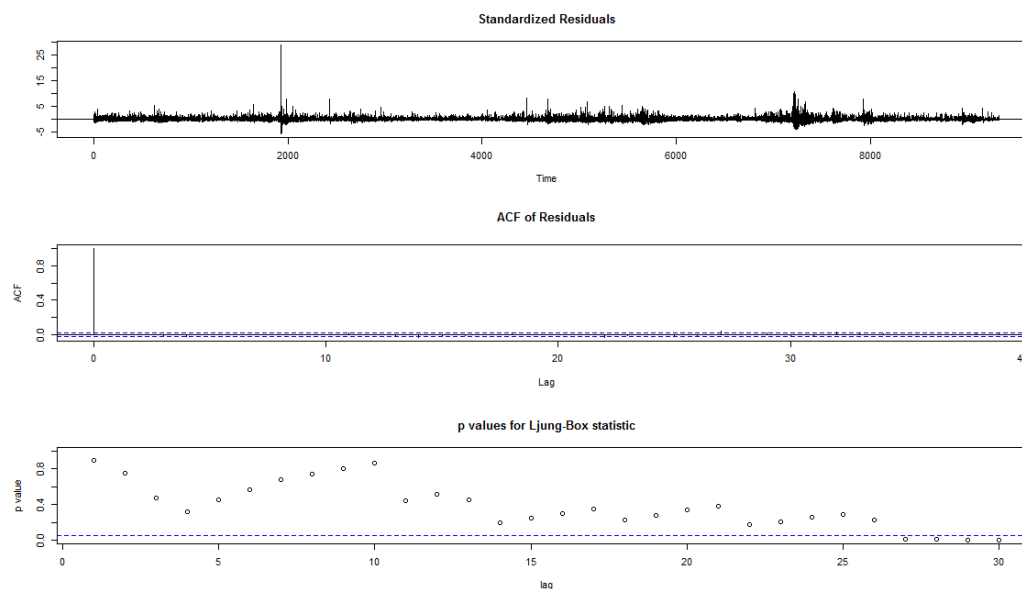 Standardized Residuals
25
15
5
-5
0 2000 4000 6000 8000
Time
ACF of Residuals
ACF
0.8
0.4
0.0
0 10 20 30 4
Lag
p values for Ljung-Box statistic
p value
0.8
0.4
0.0
0 5 10 15 20 25 30
lag